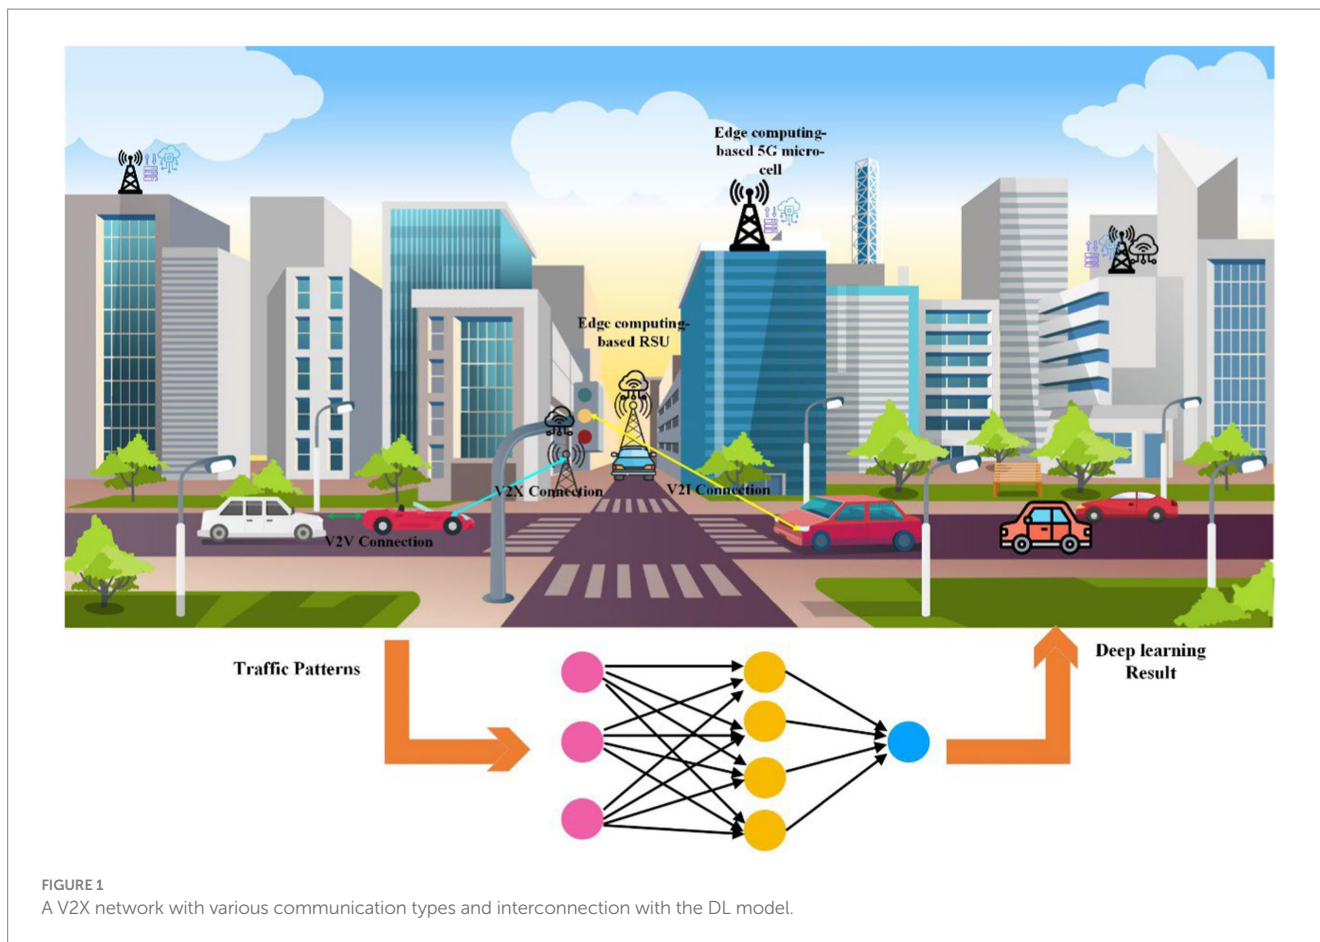 Edge computing-
based 5G micro-
cell
Edge computing-
based RSU
V2X Connection
V2I Connection
V2V Connection
Traffic Patterns
Deep learning
Result
FIGURE 1
A V2X network with various communication types and interconnection with the DL model.